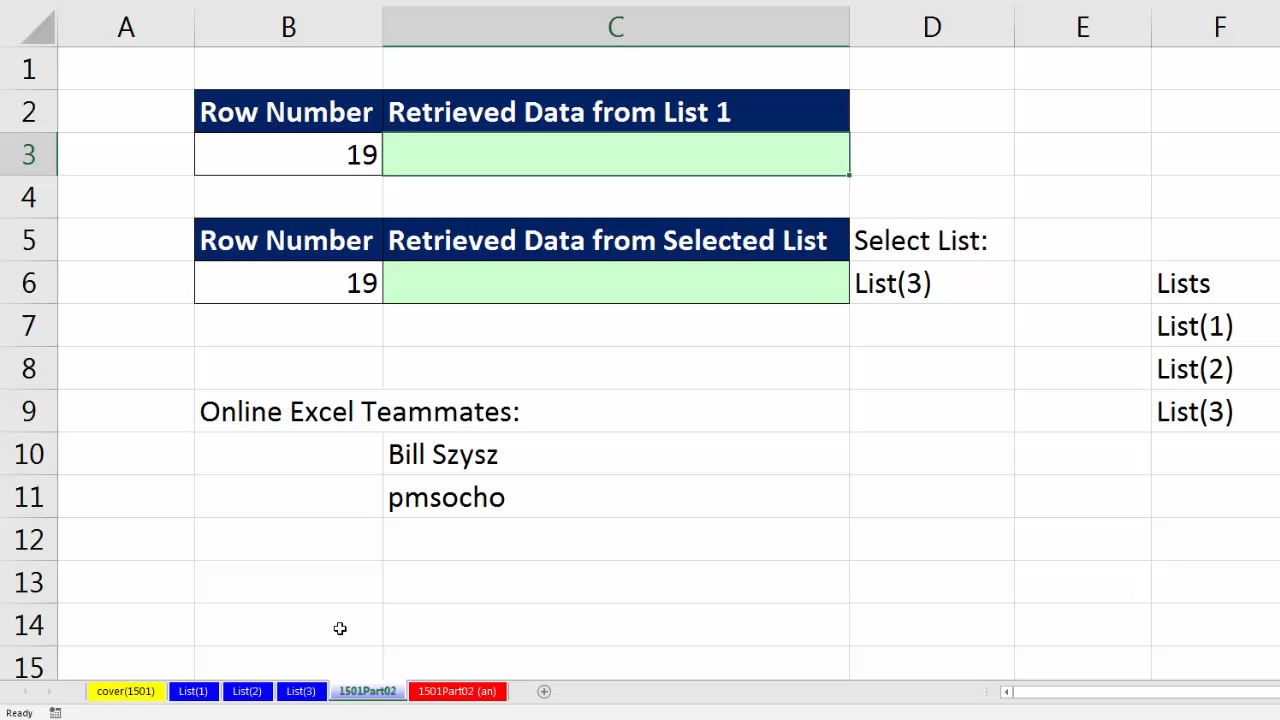 A B C D E F
1
2 Row Number Retrieved Data from List 1
3 19
4
5 Row Number Retrieved Data from Selected List Select List:
6 19 List(3) Lists
7 List(1)
8 List(2)
9 Online Excel Teammates: List(3)
10 Bill Szysz
11 pmsocho
12
13
14
15
cover(1501) List(1) List(2) List(3) 1501Part02 1501Part02 (an)
Ready